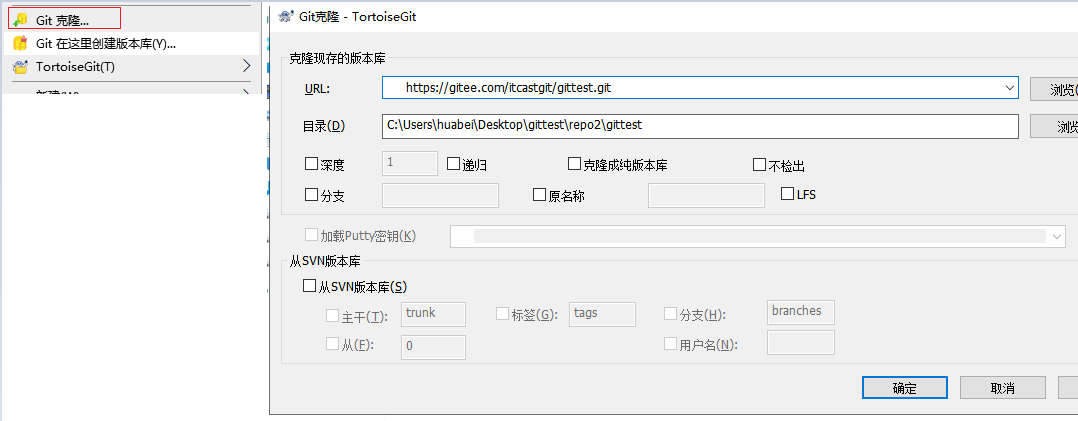 Git 克隆...
Git 在这里创建版本库(Y)...
TortoiseGit(T)
Git克隆 - TortoiseGit
克隆现存的版本库
URL: https://gitee.com/itcastgit/gittest.git 浏览(
目录(D) C:\Users\huabei\Desktop\gittest\repo2\gittest 浏览
深度 1 递归 克隆成纯版本库 不检出
分支 原名称 LFS
加载Putty密钥(K)
从SVN版本库
从SVN版本库(S)
主干(T): trunk 标签(G): tags 分支(H): branches
从(F): 0 用户名(N):
确定 取消